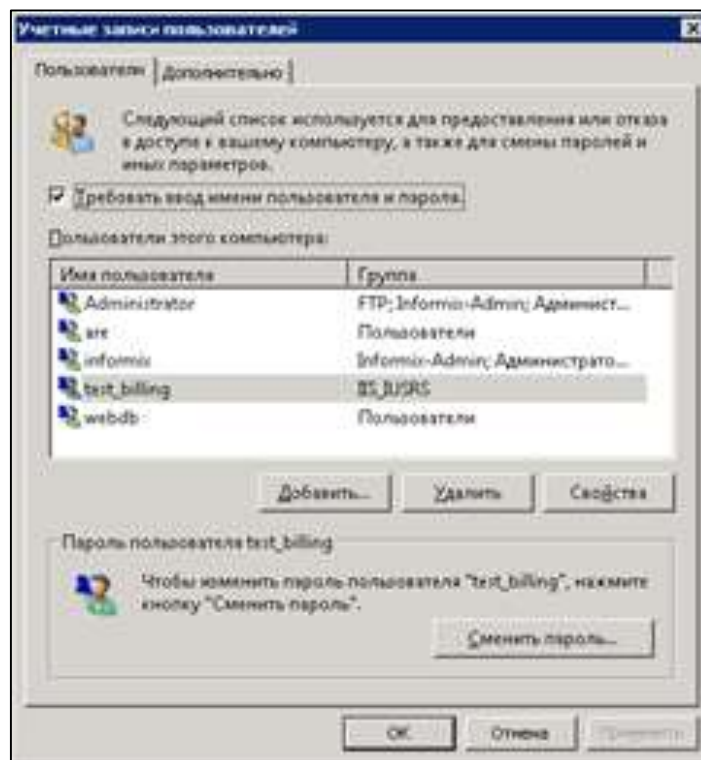 Учетные записи пользователей
Пользователи
Дополнительно
Следующий список используется для предоставления или отказа
в доступе к вашему компьютеру, а также для смены паролей и
иных параметров.
Требовать ввод имени пользователя и пароля.
Пользователи этого компьютера:
Имя пользователя Группа
Administrator FTP; Informix-Admin; Админист...
are Пользователи
informix Informix-Admin; Администрато...
test_billing IIS_IUSRS
webdb Пользователи
Добавить... Удалить Свойства
Пароль пользователя test_billing
Чтобы изменить пароль пользователя "test_billing", нажмите
кнопку "Сменить пароль".
Сменить пароль...
ОК Отмена Применить